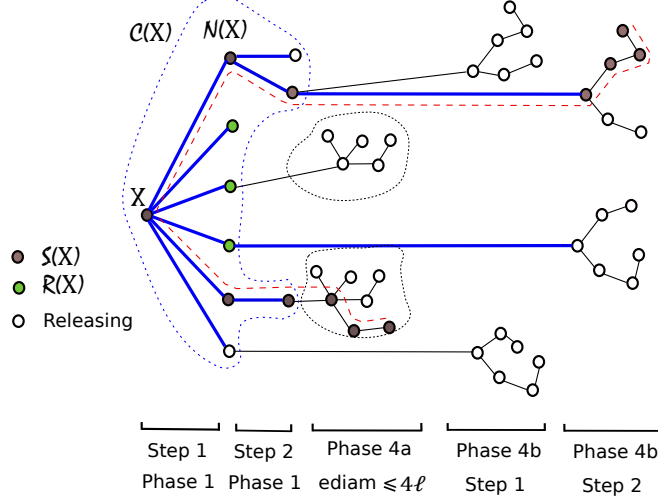 C(X) N(X)
X
S(X)
R(X)
Releasing
Step 1 Step 2 Phase 4a Phase 4b Phase 4b
Phase 1 Phase 1 ediam ⩽4ℓ Step 1 Step 2